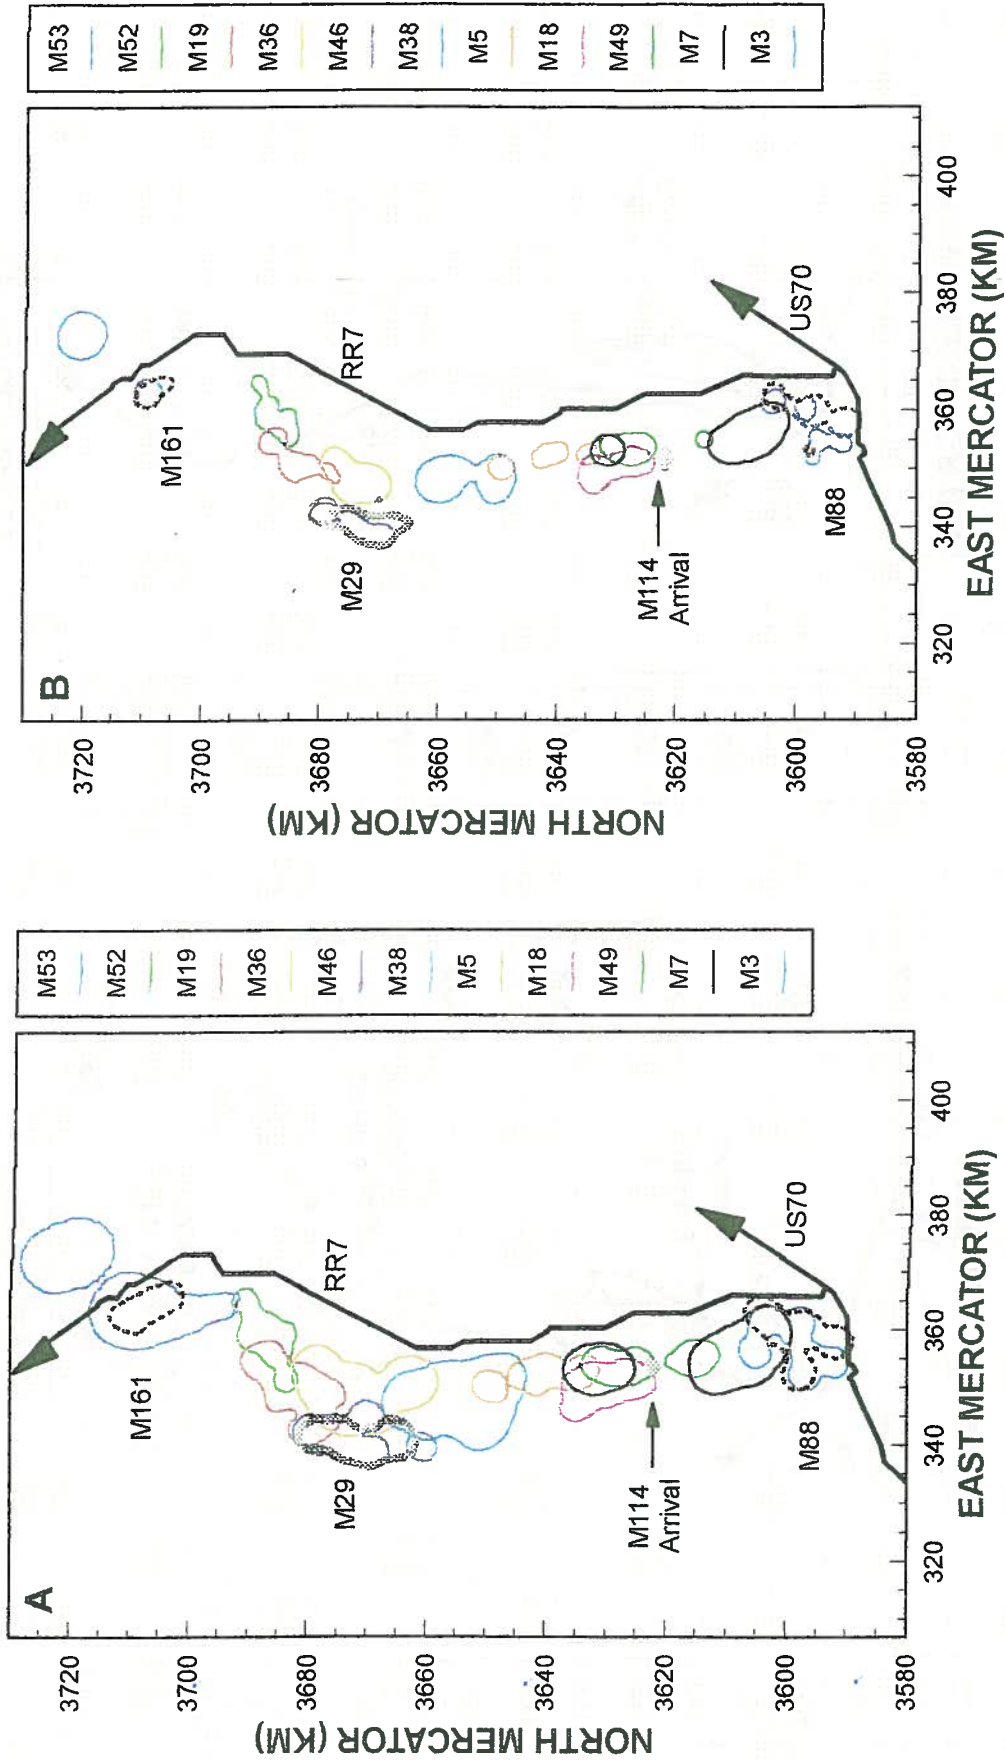 A
NORTH MERCATOR (KM)
3720
3700
3680
3660
3640
3620
3600
3580
320
340
360
380
400
EAST MERCATOR (KM)
M161
RR7
M29
M114
Arrival
US70
M88
M53
M52
M19
M36
M46
M38
M5
M18
M49
M7
M3
B
NORTH MERCATOR (KM)
3720
3700
3680
3660
3640
3620
3600
3580
320
340
360
380
400
EAST MERCATOR (KM)
M161
RR7
M29
M114
Arrival
US70
M88
M53
M52
M19
M36
M46
M38
M5
M18
M49
M7
M3